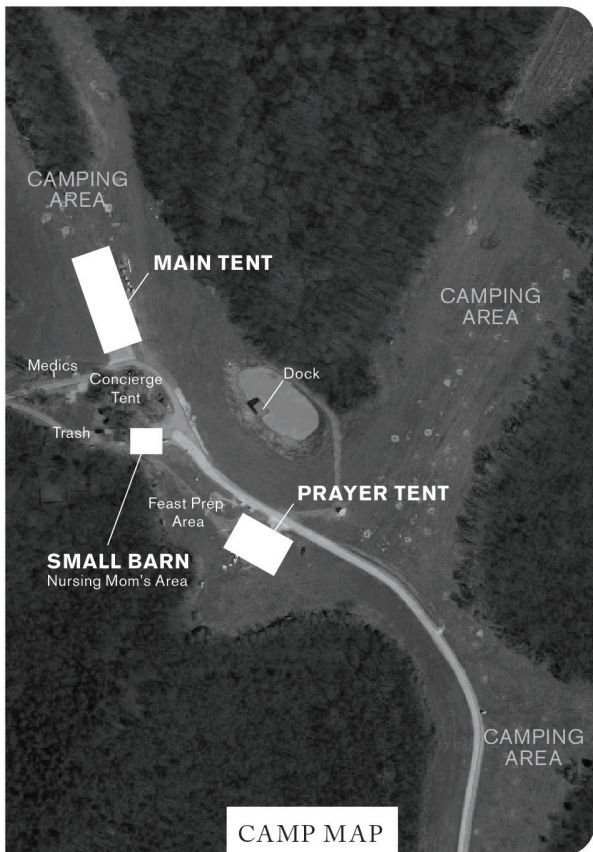 CAMPING
AREA
MAIN TENT
CAMPING
AREA
Medics
Concierge
Tent
Dock
Trash
Feast Prep
Area
PRAYER TENT
SMALL BARN
Nursing Mom's Area
CAMPING
AREA
CAMP MAP